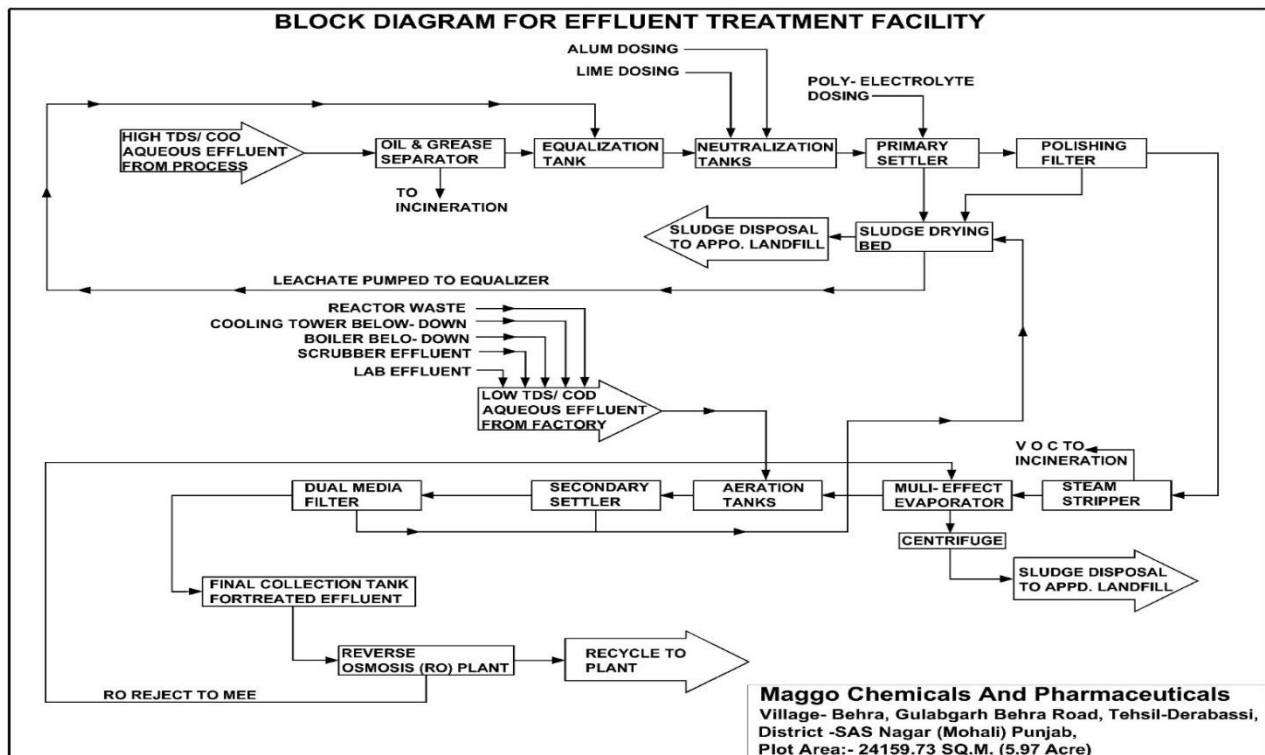 BLOCK DIAGRAM FOR EFFLUENT TREATMENT FACILITY
ALUM DOSING
LIME DOSING
POLY- ELECTROLYTE
DOSING
HIGH TDS/ COO
AQUEOUS EFFLUENT
FROM PROCESS
OIL & GREASE
SEPARATOR
EQUALIZATION
TANK
NEUTRALIZATION
TANKS
PRIMARY
SETTLER
POLISHING
FILTER
TO
INCINERATION
SLUDGE DISPOSAL
TO APPO. LANDFILL
SLUDGE DRYING
BED
LEACHATE PUMPED TO EQUALIZER
REACTOR WASTE
COOLING TOWER BELOW- DOWN
BOILER BELO- DOWN
SCRUBBER EFFLUENT
LAB EFFLUENT
LOW TDS/ COD
AQUEOUS EFFLUENT
FROM FACTORY
V O C TO
INCINERATION
DUAL MEDIA
FILTER
SECONDARY
SETTLER
AERATION
TANKS
MULI- EFFECT
EVAPORATOR
STEAM
STRIPPER
CENTRIFUGE
SLUDGE DISPOSAL
TO APPD. LANDFILL
FINAL COLLECTION TANK
FORTREATED EFFLUENT
REVERSE
OSMOSIS (RO) PLANT
RECYCLE TO
PLANT
RO REJECT TO MEE
Maggo Chemicals And Pharmaceuticals
Village- Behra, Gulabgarh Behra Road, Tehsil-Derabassi,
District -SAS Nagar (Mohali) Punjab,
Plot Area:- 24159.73 SQ.M. (5.97 Acre)